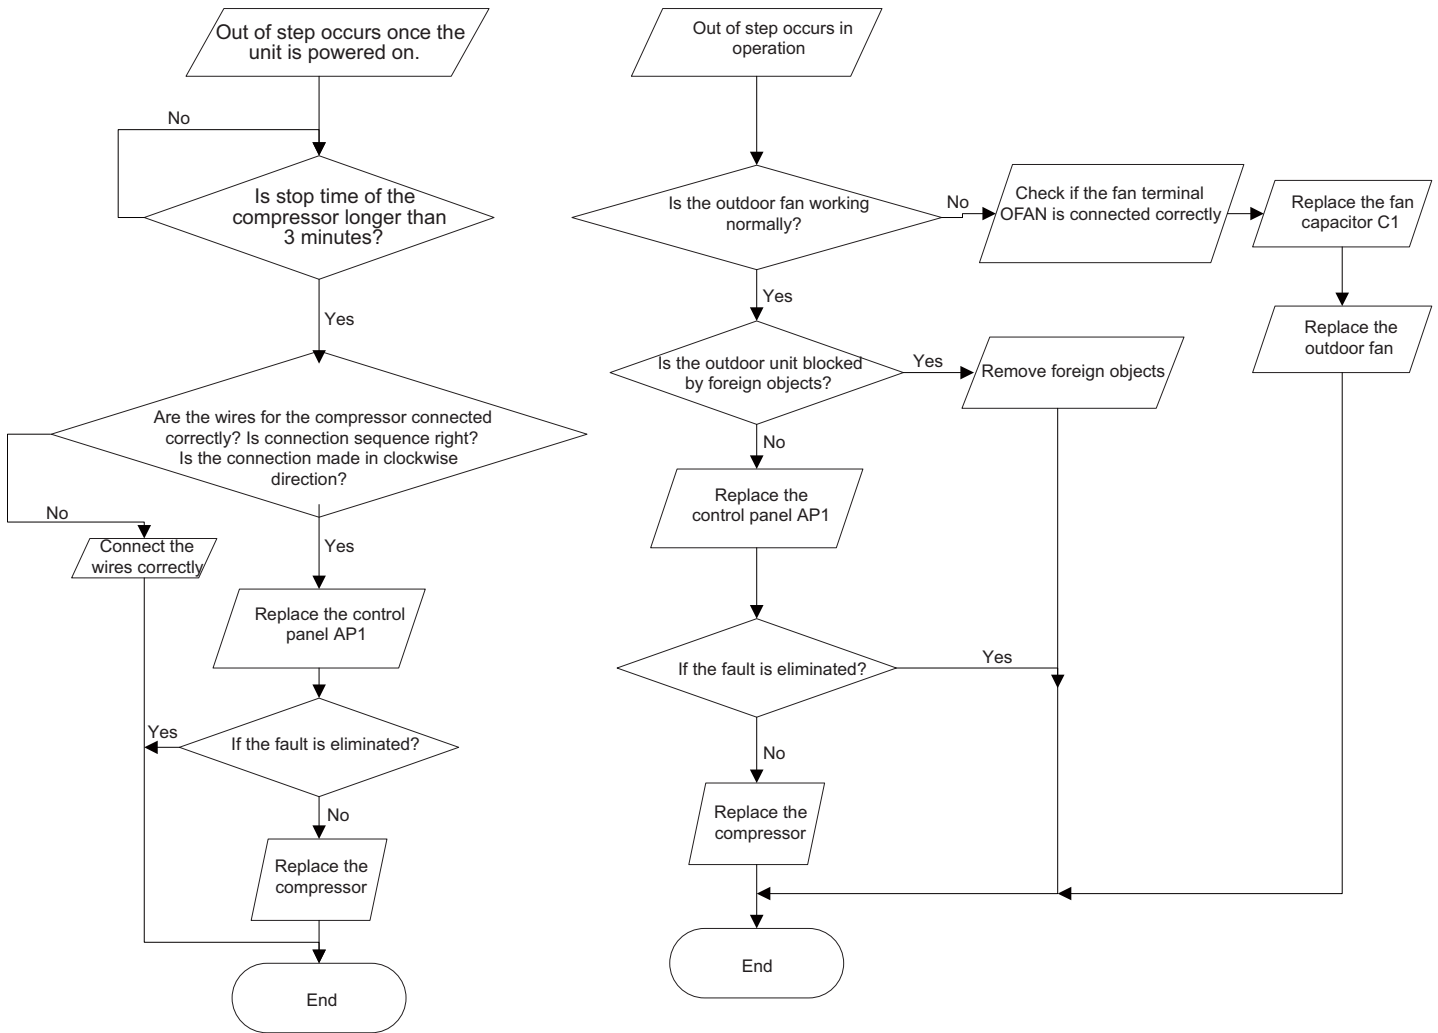 Out of step occurs once the
unit is powered on.
No
Is stop time of the
compressor longer than
3 minutes?
Yes
Are the wires for the compressor connected
correctly? Is connection sequence right?
Is the connection made in clockwise
direction?
No
Connect the
wires correctly
Yes
Replace the control
panel AP1
Yes
If the fault is eliminated?
No
Replace the
compressor
End
Out of step occurs in
operation
Is the outdoor fan working
normally?
No
Check if the fan terminal
OFAN is connected correctly
Replace the fan
capacitor C1
Replace the
outdoor fan
Yes
Is the outdoor unit blocked
by foreign objects?
Yes
Remove foreign objects
No
Replace the
control panel AP1
If the fault is eliminated?
Yes
No
Replace the
compressor
End